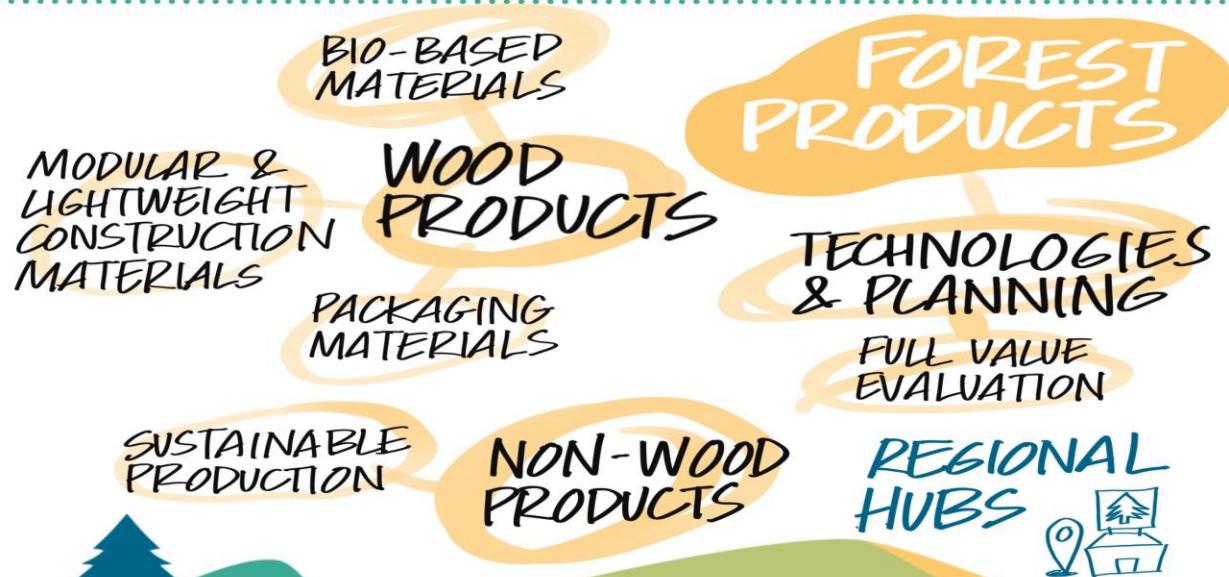 FOREST
PRODUCTS
BIO-BASED
MATERIALS
WOOD
PRODUCTS
MODULAR &
LIGHTWEIGHT
CONSTRUCTION
MATERIALS
PACKAGING
MATERIALS
TECHNOLOGIES
& PLANNING
FULL VALUE
EVALUATION
SUSTAINABLE
PRODUCTION
NON-WOOD
PRODUCTS
REGIONAL
HUBS